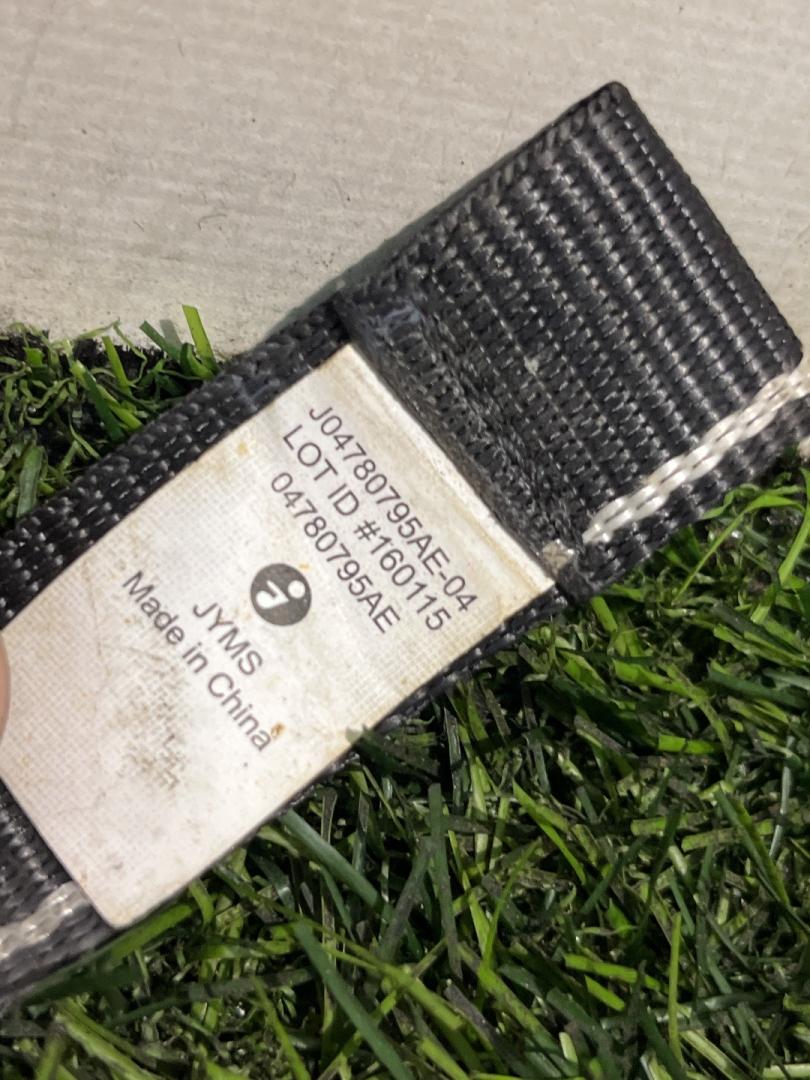 J04780795AE-04
LOT ID #160115
04780795AE
JYMS
Made in China